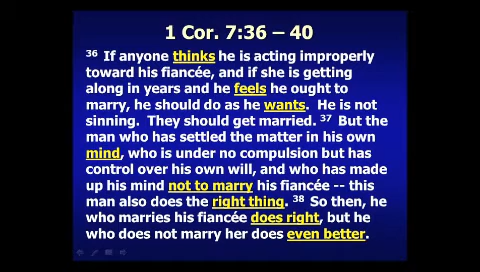 1 Cor. 7:36 – 40
36 If anyone thinks he is acting improperly
toward his fiancée, and if she is getting
along in years and he feels he ought to
marry, he should do as he wants.  He is not
sinning.  They should get married. 37 But the
man who has settled the matter in his own
mind, who is under no compulsion but has
control over his own will, and who has made
up his mind not to marry his fiancée -- this
man also does the right thing. 38 So then, he
who marries his fiancée does right, but he
who does not marry her does even better.